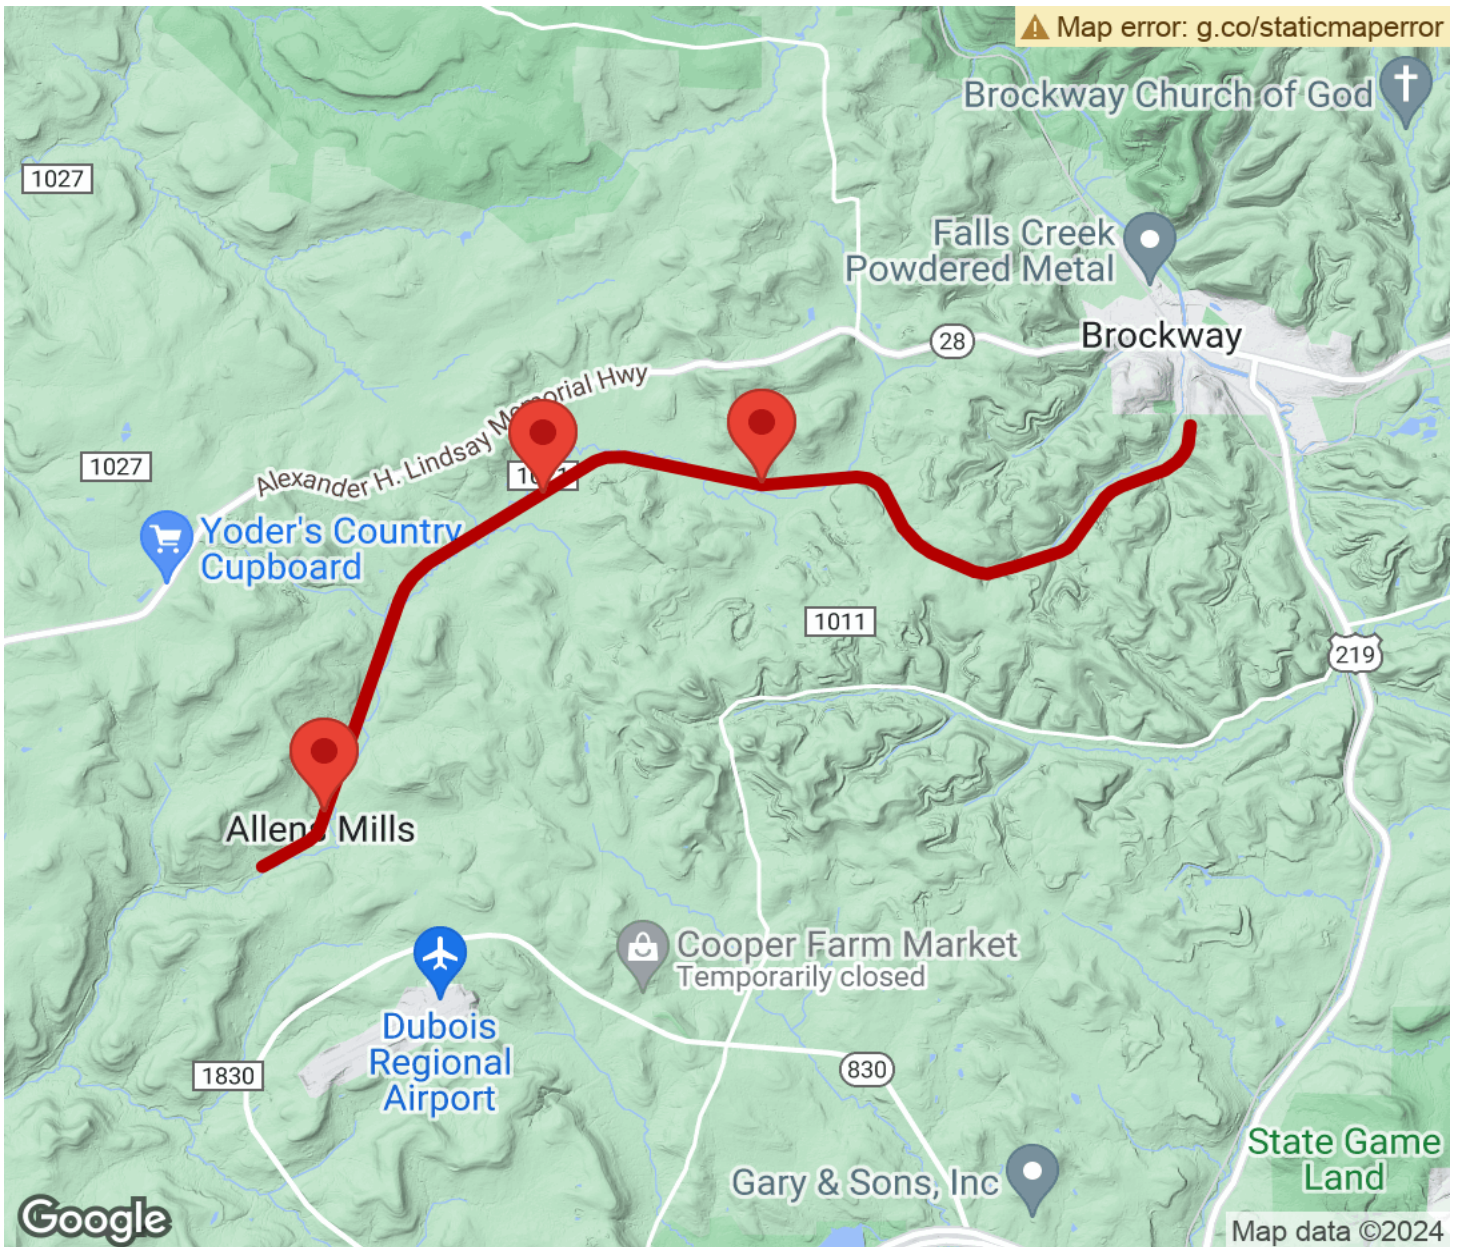 Map error: g.co/staticmaperror
Brockway Church of God
1027
Falls Creek
Powdered Metal
Brockway
28
Alexander H. Lindsay Memorial Hwy
1027
Yoder's Country
Cupboard
1011
219
Allens Mills
Cooper Farm Market
Temporarily closed
Dubois
Regional
Airport
1830
830
State Game
Land
Gary & Sons, Inc
Google
Map data ©2024